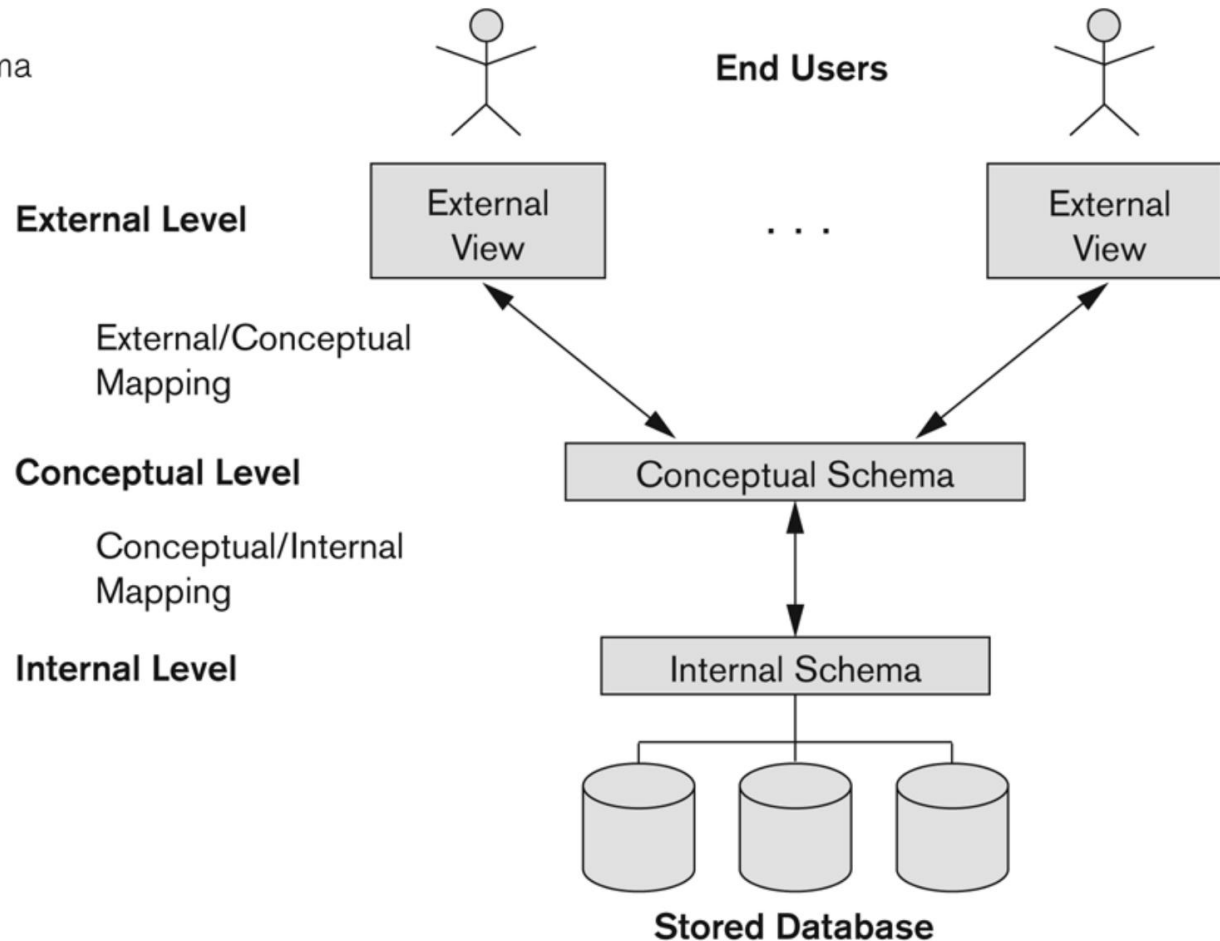 End Users
External Level
External
View
. . .
External
View
External/Conceptual
Mapping
Conceptual Level
Conceptual Schema
Conceptual/Internal
Mapping
Internal Level
Internal Schema
Stored Database